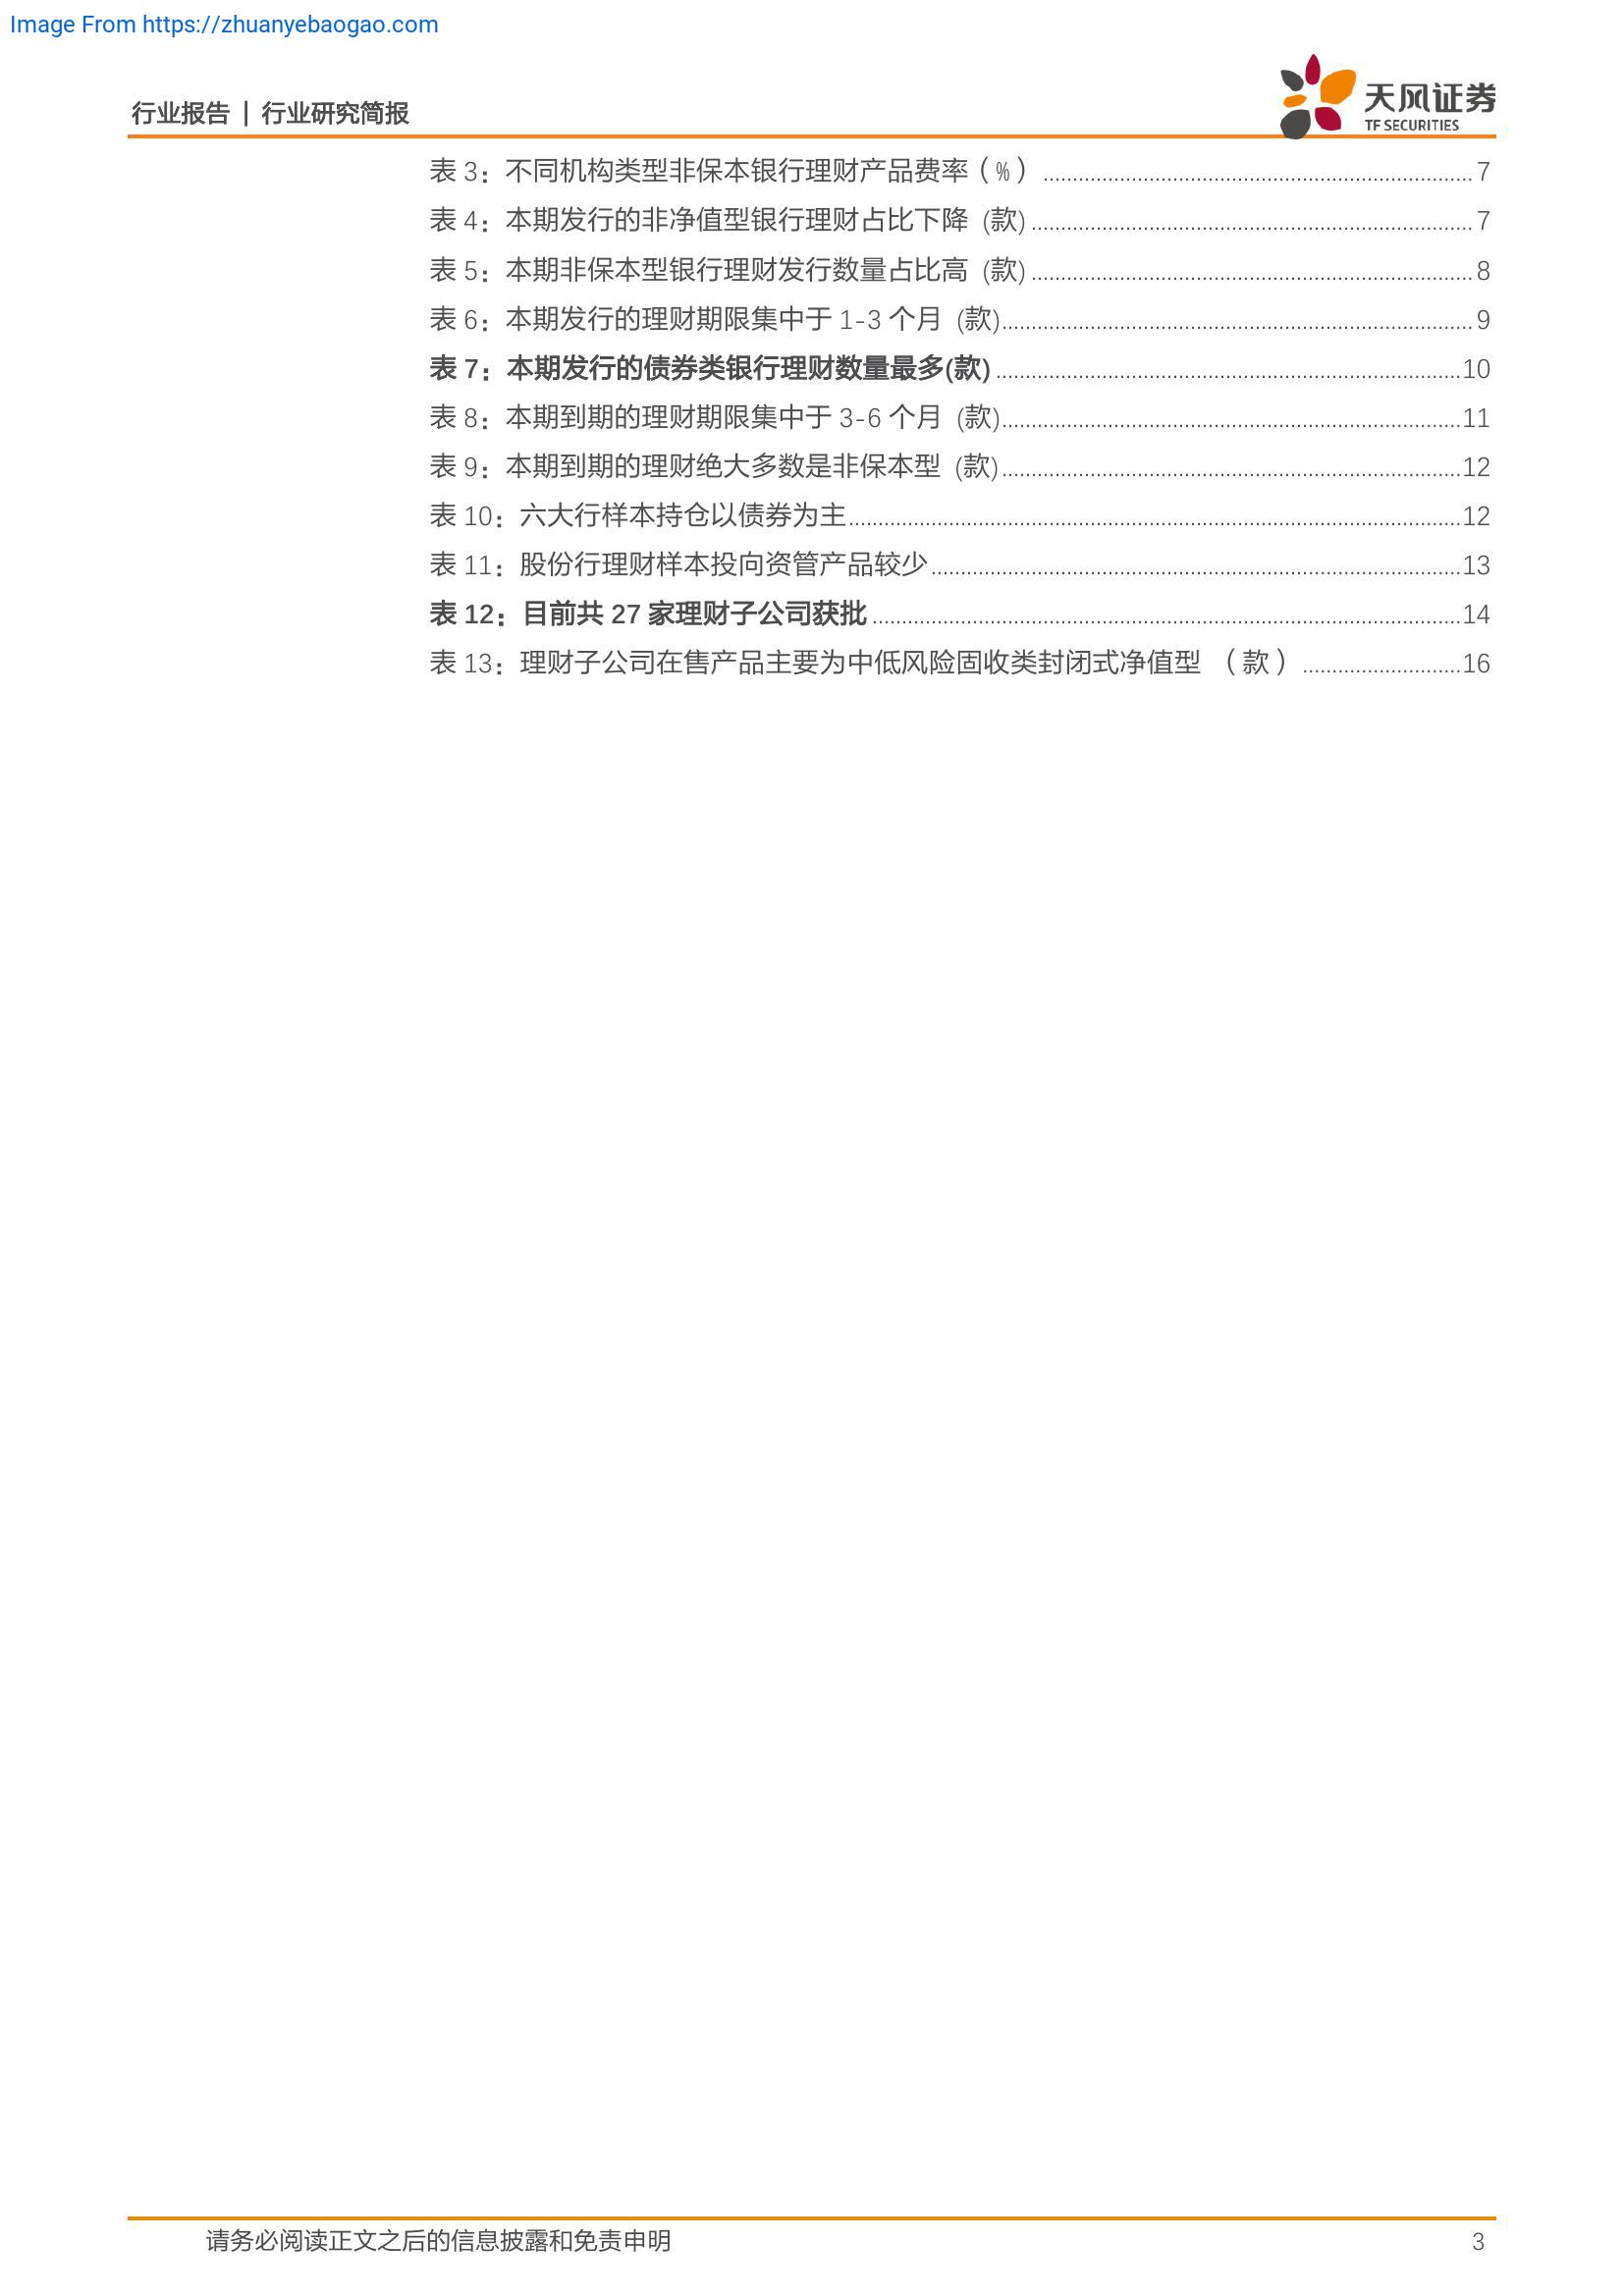 Image From https://zhuanyebaogao.com
行业报告 | 行业研究简报
天风证券
TF SECURITIES
表 3：不同机构类型非保本银行理财产品费率（%）........................................................................ 7
表 4：本期发行的非净值型银行理财占比下降 (款) .......................................................................... 7
表 5：本期非保本型银行理财发行数量占比高 (款) .......................................................................... 8
表 6：本期发行的理财期限集中于 1-3 个月 (款)............................................................................... 9
表 7：本期发行的债券类银行理财数量最多(款) .............................................................................. 10
表 8：本期到期的理财期限集中于 3-6 个月 (款)............................................................................. 11
表 9：本期到期的理财绝大多数是非保本型 (款)............................................................................. 12
表 10：六大行样本持仓以债券为主....................................................................................................... 12
表 11：股份行理财样本投向资管产品较少......................................................................................... 13
表 12：目前共 27 家理财子公司获批 ................................................................................................... 14
表 13：理财子公司在售产品主要为中低风险固收类封闭式净值型 （款）........................... 16
请务必阅读正文之后的信息披露和免责申明
3